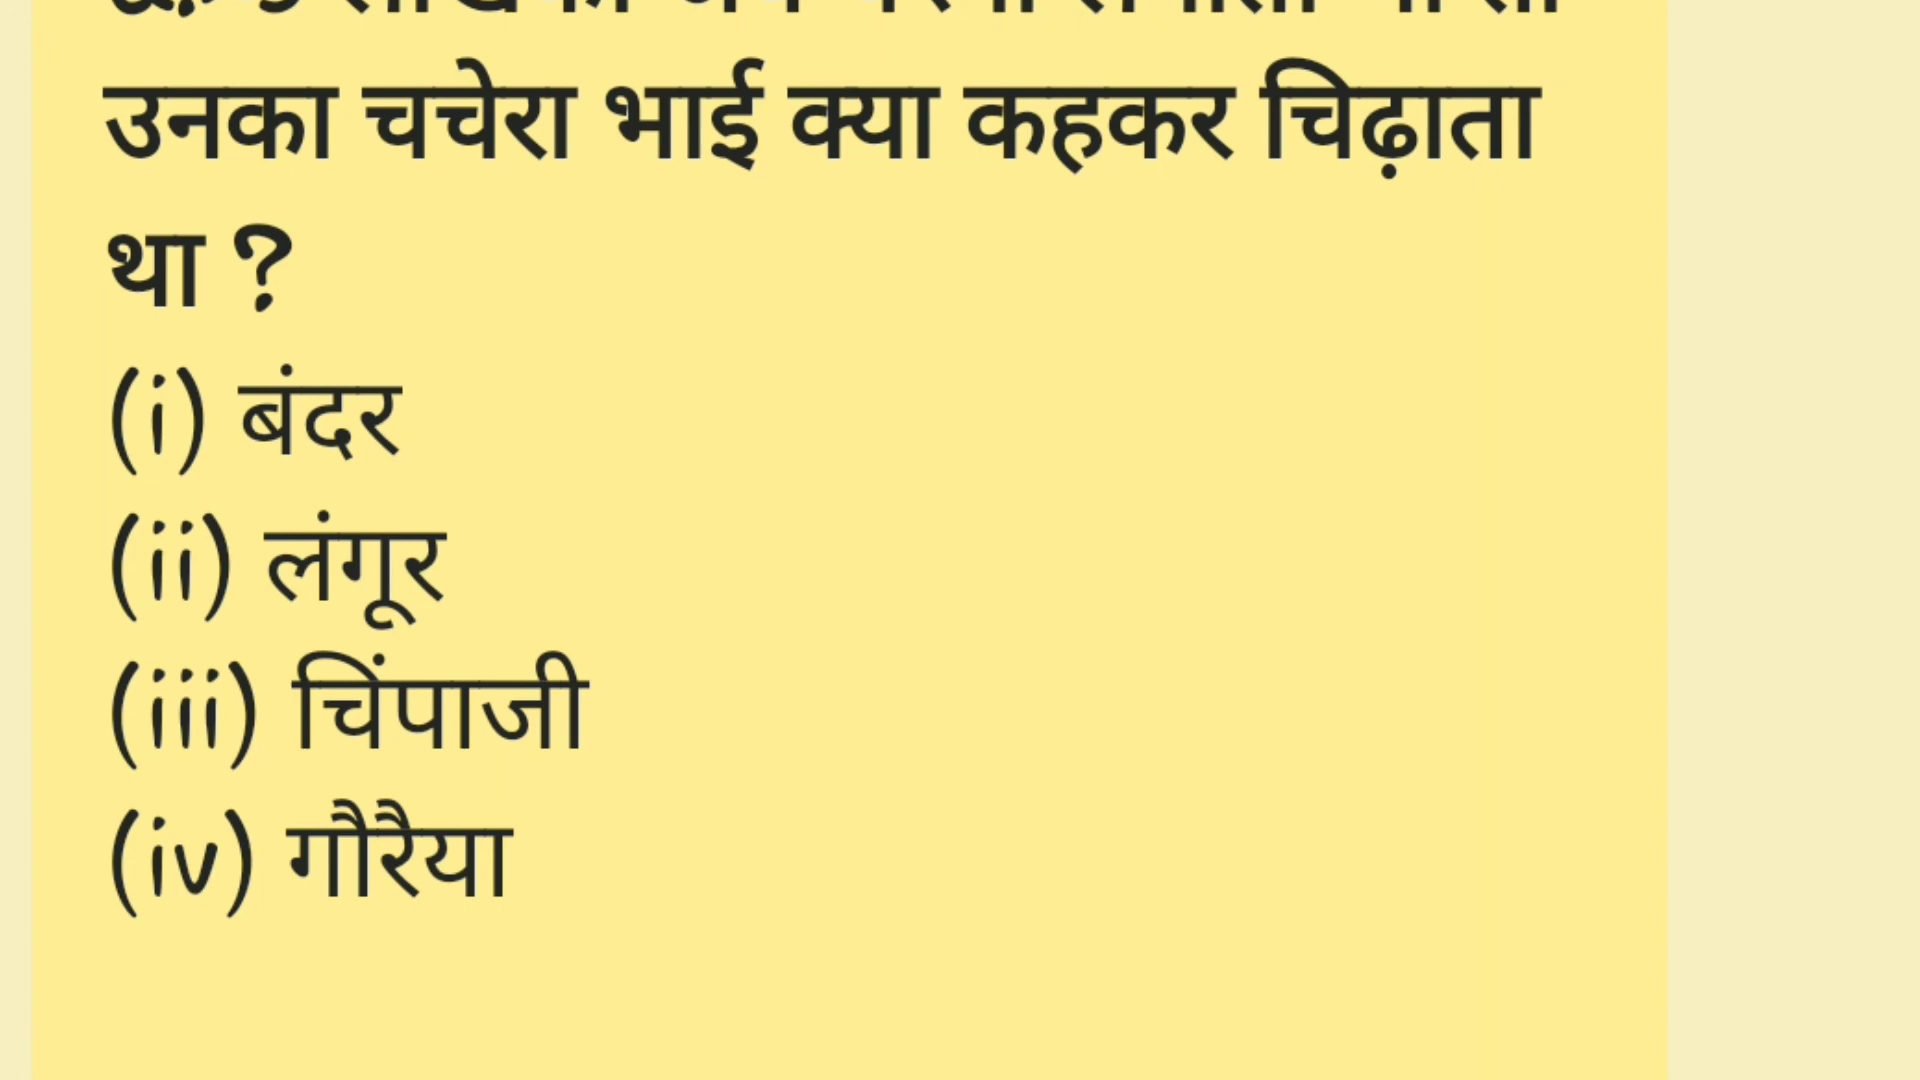 उनका चचेरा भाई क्या कहकर चिढ़ाता
था ?
(i) बंदर
(ii) लंगूर
(iii) चिंपाजी
(iv) गौरैया